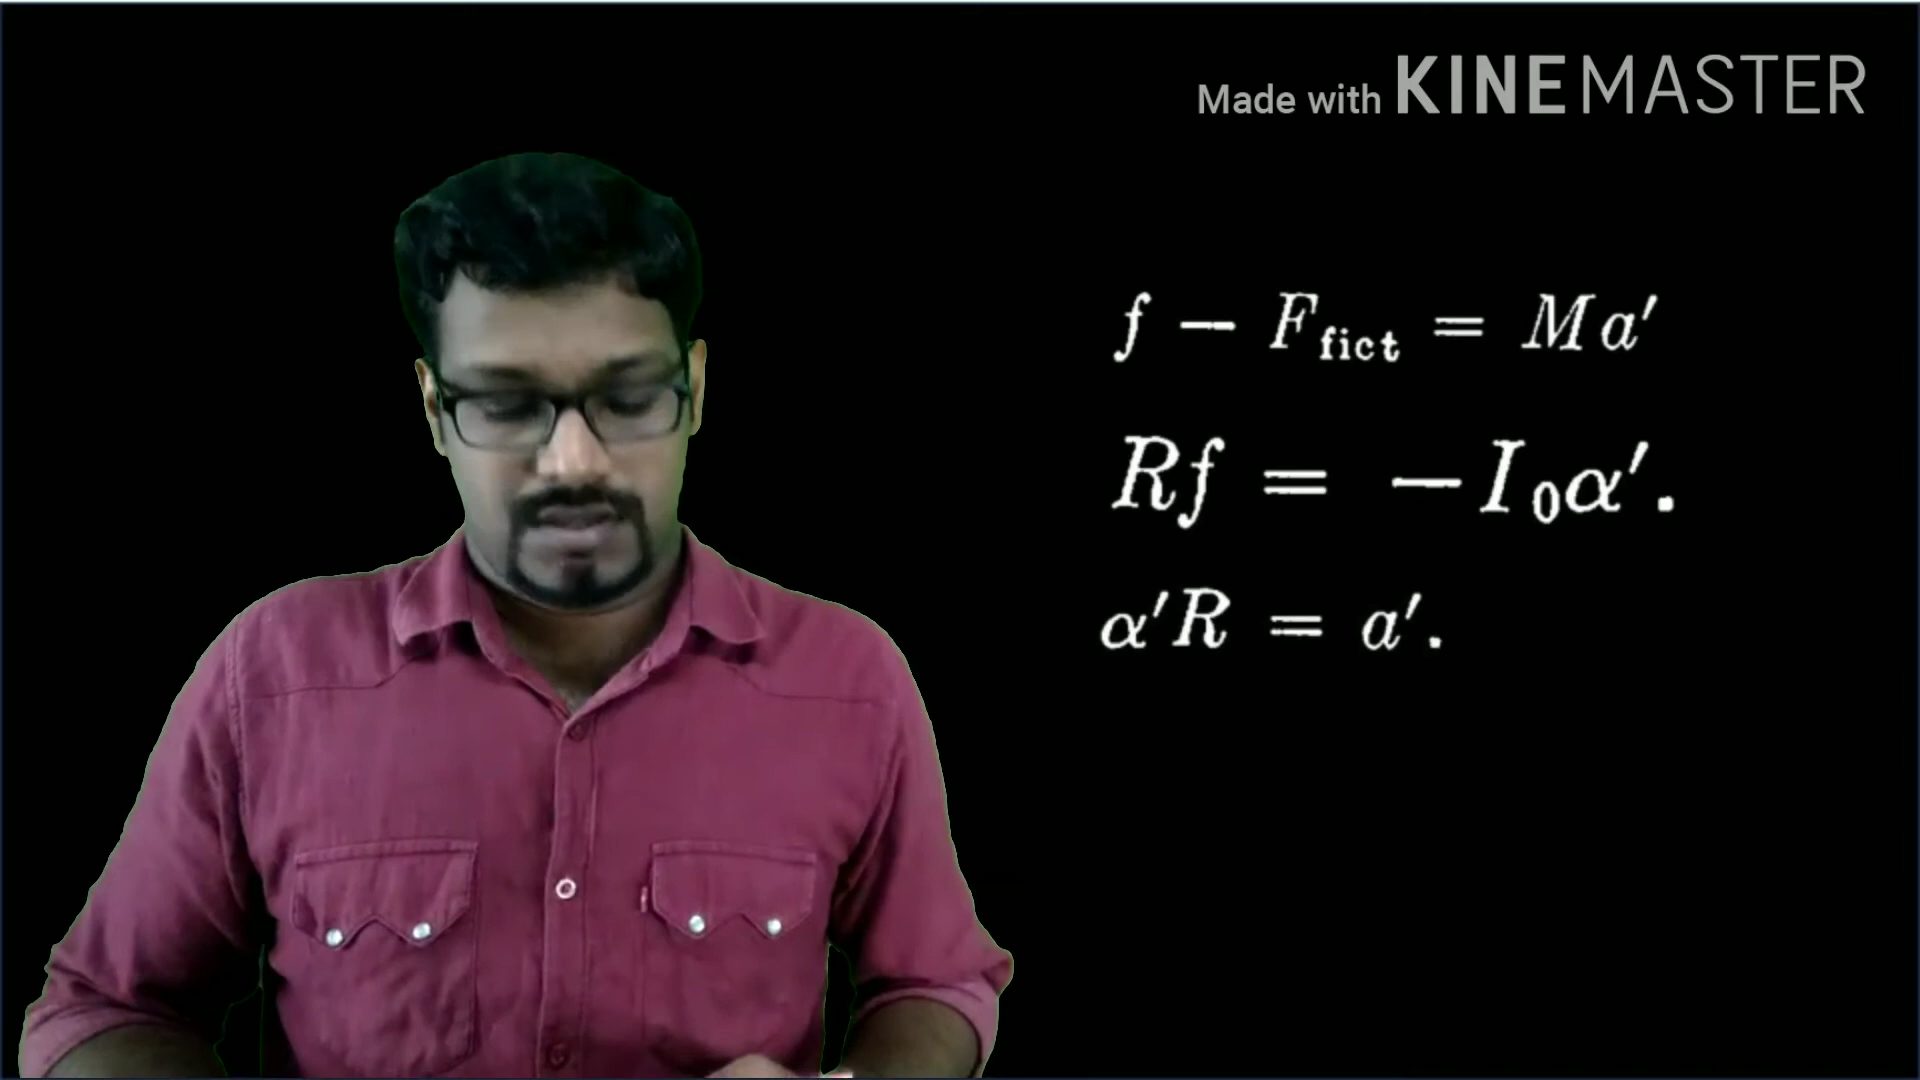 Made with KINEMASTER
f − F_fict = Ma′
Rf = −I₀α′.
α′R = a′.